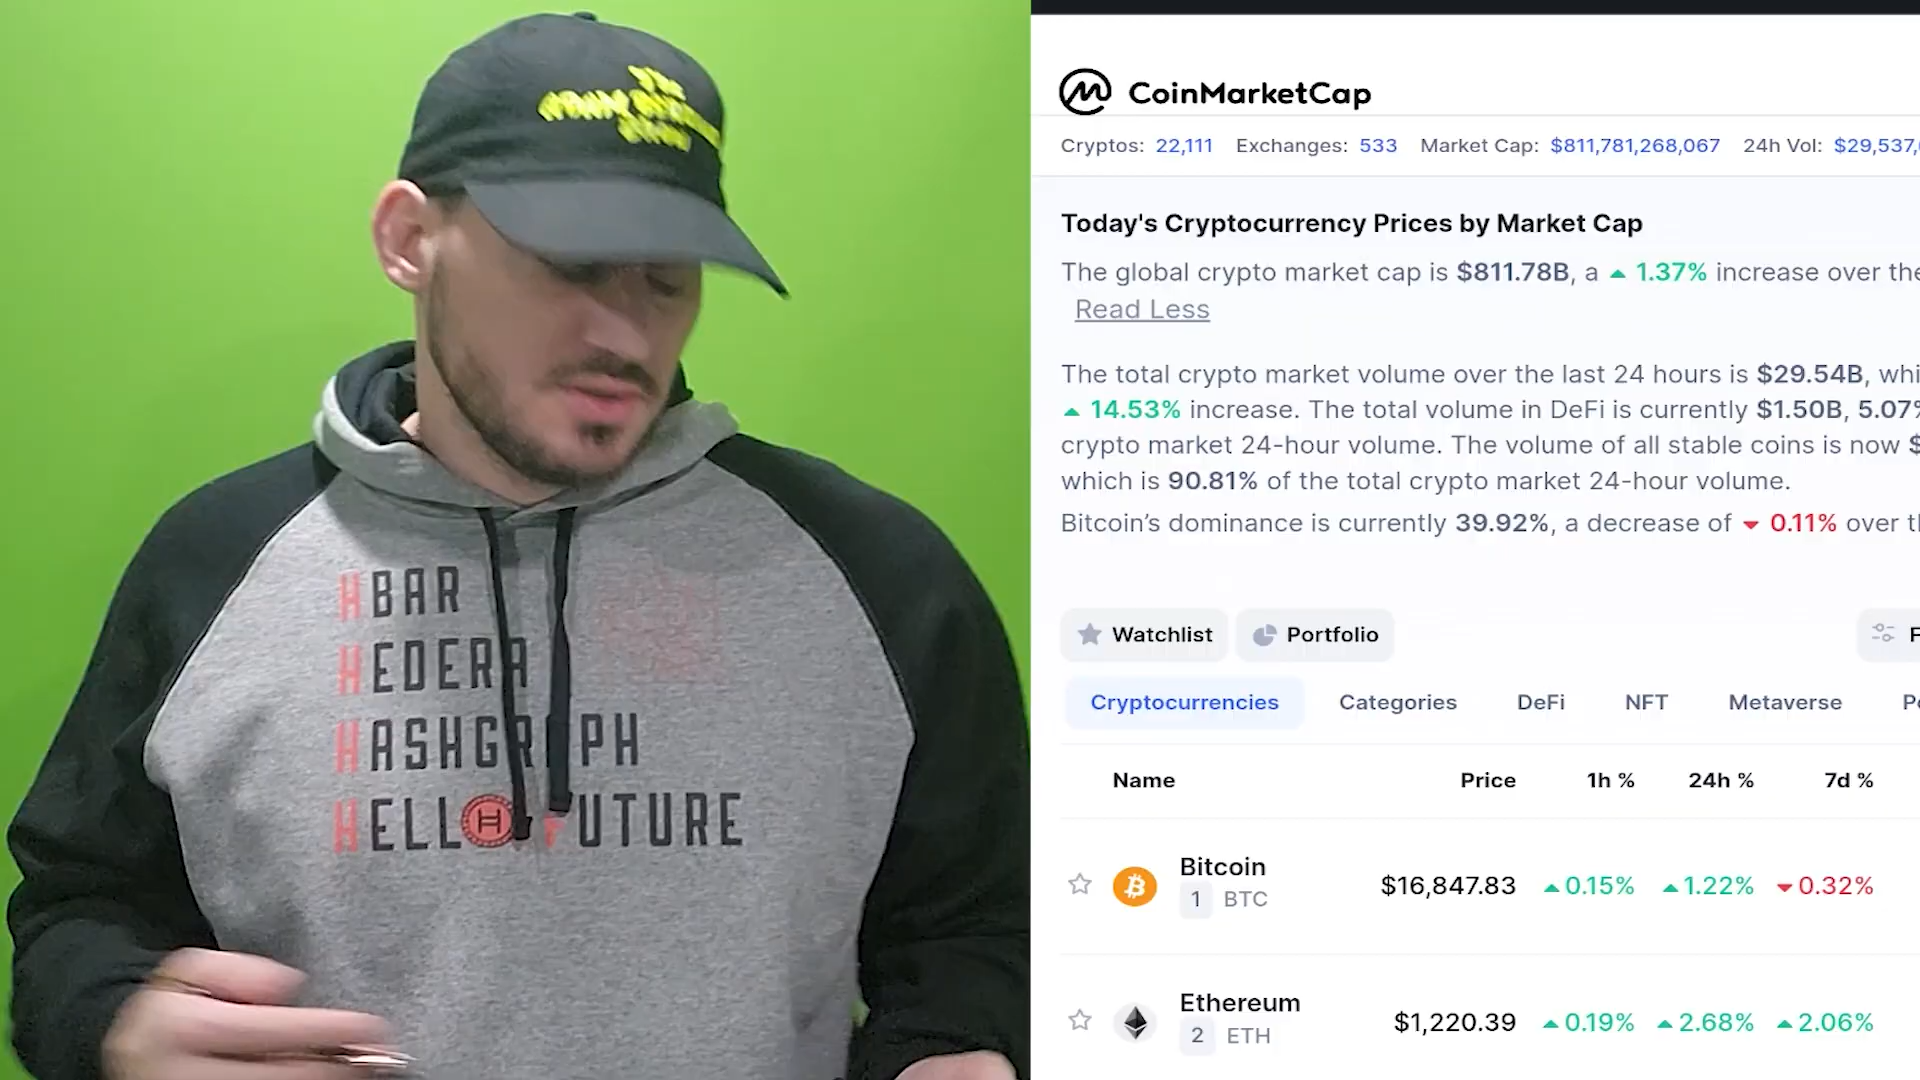 The
HBAR
HEDERA
HASHGRAPH
HELLO FUTURE
CoinMarketCap
Cryptos: 22,111 Exchanges: 533 Market Cap: $811,781,268,067 24h Vol: $29,537,
Today's Cryptocurrency Prices by Market Cap
The global crypto market cap is $811.78B, a ▲ 1.37% increase over the
Read Less
The total crypto market volume over the last 24 hours is $29.54B,
▲ 14.53% increase. The total volume in DeFi is currently $1.50B, 5.07%
crypto market 24-hour volume. The volume of all stable coins is now $
which is 90.81% of the total crypto market 24-hour volume.
Bitcoin’s dominance is currently 39.92%, a decrease of ▼ 0.11% over
Watchlist Portfolio
Cryptocurrencies Categories DeFi NFT Metaverse
Name Price 1h % 24h % 7d %
Bitcoin
1 BTC $16,847.83 ▲0.15% ▲1.22% ▼0.32%
Ethereum
2 ETH $1,220.39 ▲0.19% ▲2.68% ▲2.06%